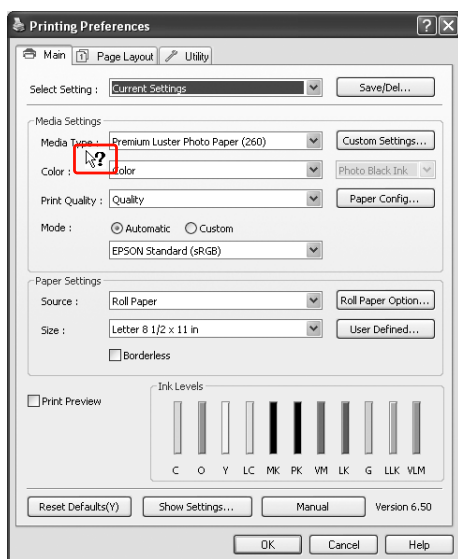 Printing Preferences
Main Page Layout Utility
Select Setting : Current Settings Save/Del...
Media Settings
Media Type : Premium Luster Photo Paper (260) Custom Settings...
?
Color : Color Photo Black Ink
Print Quality : Quality Paper Config...
Mode : Automatic Custom
EPSON Standard (sRGB)
Paper Settings
Source : Roll Paper Roll Paper Option...
Size : Letter 8 1/2 x 11 in User Defined...
Borderless
Print Preview
Ink Levels
C O Y LC MK PK VM LK G LLK VLM
Reset Defaults(Y) Show Settings... Manual Version 6.50
OK Cancel Help